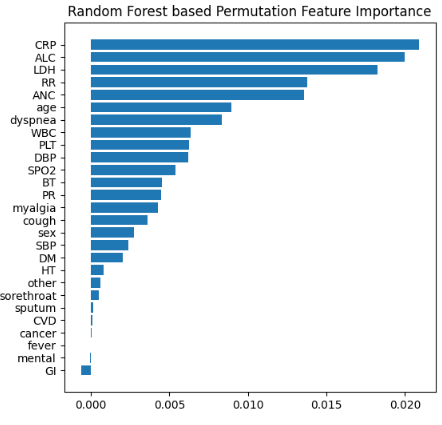 Random Forest based Permutation Feature Importance
CRP
ALC
LDH
RR
ANC
age
dyspnea
WBC
PLT
DBP
SPO2
BT
PR
myalgia
cough
sex
SBP
DM
HT
other
sorethroat
sputum
CVD
cancer
fever
mental
GI
0.000 0.005 0.010 0.015 0.020